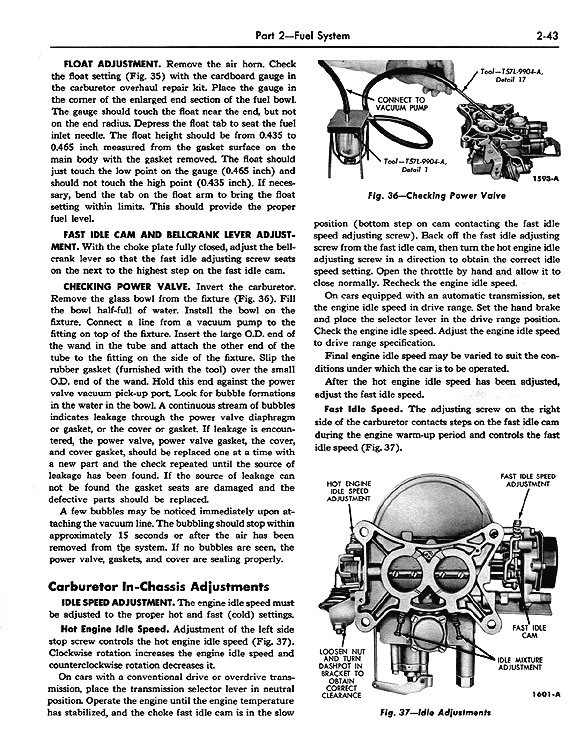 Part 2—Fuel System
2-43
FLOAT ADJUSTMENT. Remove the air horn. Check
the float setting (Fig. 35) with the cardboard gauge in
the carburetor overhaul repair kit. Place the gauge in
the corner of the enlarged end section of the fuel bowl.
The gauge should touch the float near the end, but not
on the end radius. Depress the float tab to seat the fuel
inlet needle. The float height should be from 0.435 to
0.465 inch measured from the gasket surface on the
main body with the gasket removed. The float should
just touch the low point on the gauge (0.465 inch) and
should not touch the high point (0.435 inch). If neces-
sary, bend the tab on the float arm to bring the float
setting within limits. This should provide the proper
fuel level.
FAST IDLE CAM AND BELLCRANK LEVER ADJUST-
MENT. With the choke plate fully closed, adjust the bell-
crank lever so that the fast idle adjusting screw seats
on the next to the highest step on the fast idle cam.
CHECKING POWER VALVE. Invert the carburetor.
Remove the glass bowl from the fixture (Fig. 36). Fill
the bowl half-full of water. Install the bowl on the
fixture. Connect a line from a vacuum pump to the
fitting on top of the fixture. Insert the large O.D. end of
the wand in the tube and attach the other end of the
tube to the fitting on the side of the fixture. Slip the
rubber gasket (furnished with the tool) over the small
O.D. end of the wand. Hold this end against the power
valve vacuum pick-up port. Look for bubble formations
in the water in the bowl. A continuous stream of bubbles
indicates leakage through the power valve diaphragm
or gasket, or the cover or gasket. If leakage is encoun-
tered, the power valve, power valve gasket, the cover,
and cover gasket, should be replaced one at a time with
a new part and the check repeated until the source of
leakage has been found. If the source of leakage can
not be found the gasket seats are damaged and the
defective parts should be replaced.
A few bubbles may be noticed immediately upon at-
taching the vacuum line. The bubbling should stop within
approximately 15 seconds or after the air has been
removed from the system. If no bubbles are seen, the
power valve, gaskets, and cover are sealing properly.
Carburetor In-Chassis Adjustments
IDLE SPEED ADJUSTMENT. The engine idle speed must
be adjusted to the proper hot and fast (cold) settings.
Hot Engine Idle Speed. Adjustment of the left side
stop screw controls the hot engine idle speed (Fig. 37).
Clockwise rotation increases the engine idle speed and
counterclockwise rotation decreases it.
On cars with a conventional drive or overdrive trans-
mission, place the transmission selector lever in neutral
position. Operate the engine until the engine temperature
has stabilized, and the choke fast idle cam is in the slow
CONNECT TO
VACUUM PUMP
Tool—T57L-9904-A,
Detail 17
Tool—T57L-9904-A,
Detail 1
1593-A
Fig. 36—Checking Power Valve
position (bottom step on cam contacting the fast idle
speed adjusting screw). Back off the fast idle adjusting
screw from the fast idle cam, then turn the hot engine idle
adjusting screw in a direction to obtain the correct idle
speed setting. Open the throttle by hand and allow it to
close normally. Recheck the engine idle speed.
On cars equipped with an automatic transmission, set
the engine idle speed in drive range. Set the hand brake
and place the selector lever in the drive range position.
Check the engine idle speed. Adjust the engine idle speed
to drive range specification.
Final engine idle speed may be varied to suit the con-
ditions under which the car is to be operated.
After the hot engine idle speed has been adjusted,
adjust the fast idle speed.
Fast Idle Speed. The adjusting screw on the right
side of the carburetor contacts steps on the fast idle cam
during the engine warm-up period and controls the fast
idle speed (Fig. 37).
HOT ENGINE
IDLE SPEED
ADJUSTMENT
FAST IDLE SPEED
ADJUSTMENT
FAST IDLE
CAM
LOOSEN NUT
AND TURN
DASHPOT IN
BRACKET TO
OBTAIN
CORRECT
CLEARANCE
IDLE MIXTURE
ADJUSTMENT
1601-A
Fig. 37—Idle Adjustments